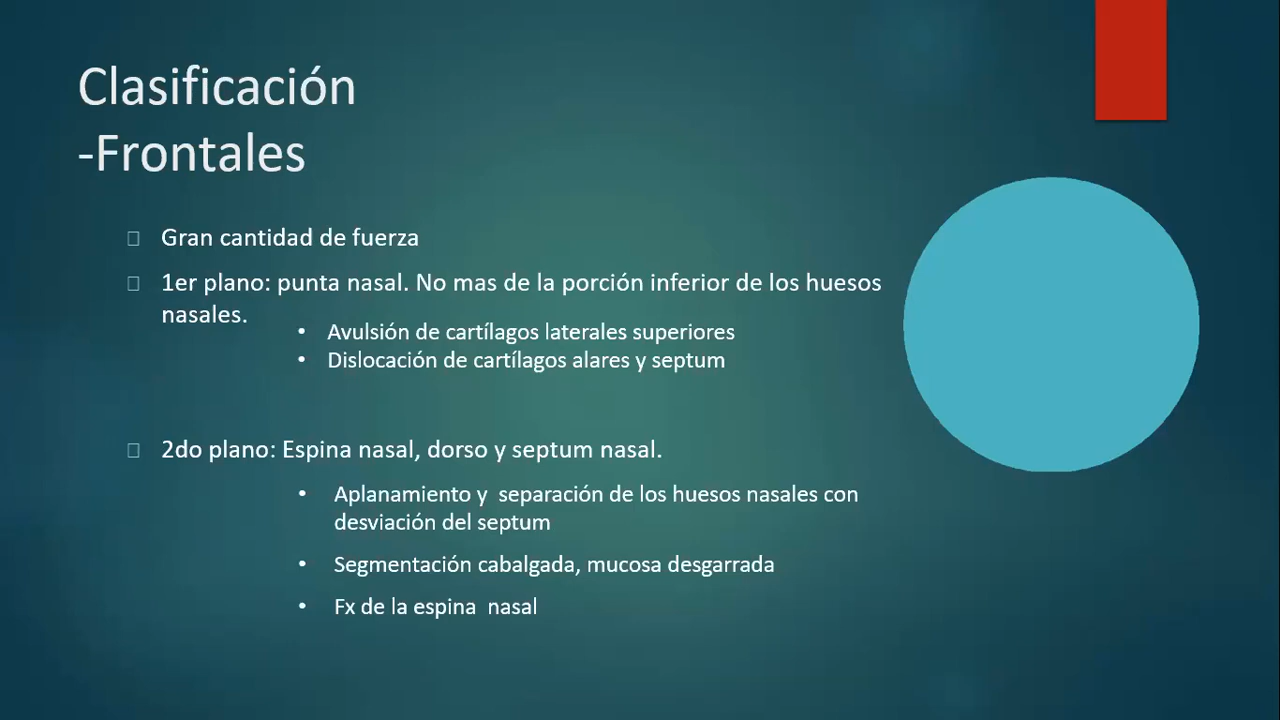 Clasificación
-Frontales
Gran cantidad de fuerza
1er plano: punta nasal. No mas de la porción inferior de los huesos
nasales.
• Avulsión de cartílagos laterales superiores
• Dislocación de cartílagos alares y septum
2do plano: Espina nasal, dorso y septum nasal.
• Aplanamiento y separación de los huesos nasales con
desviación del septum
• Segmentación cabalgada, mucosa desgarrada
• Fx de la espina nasal